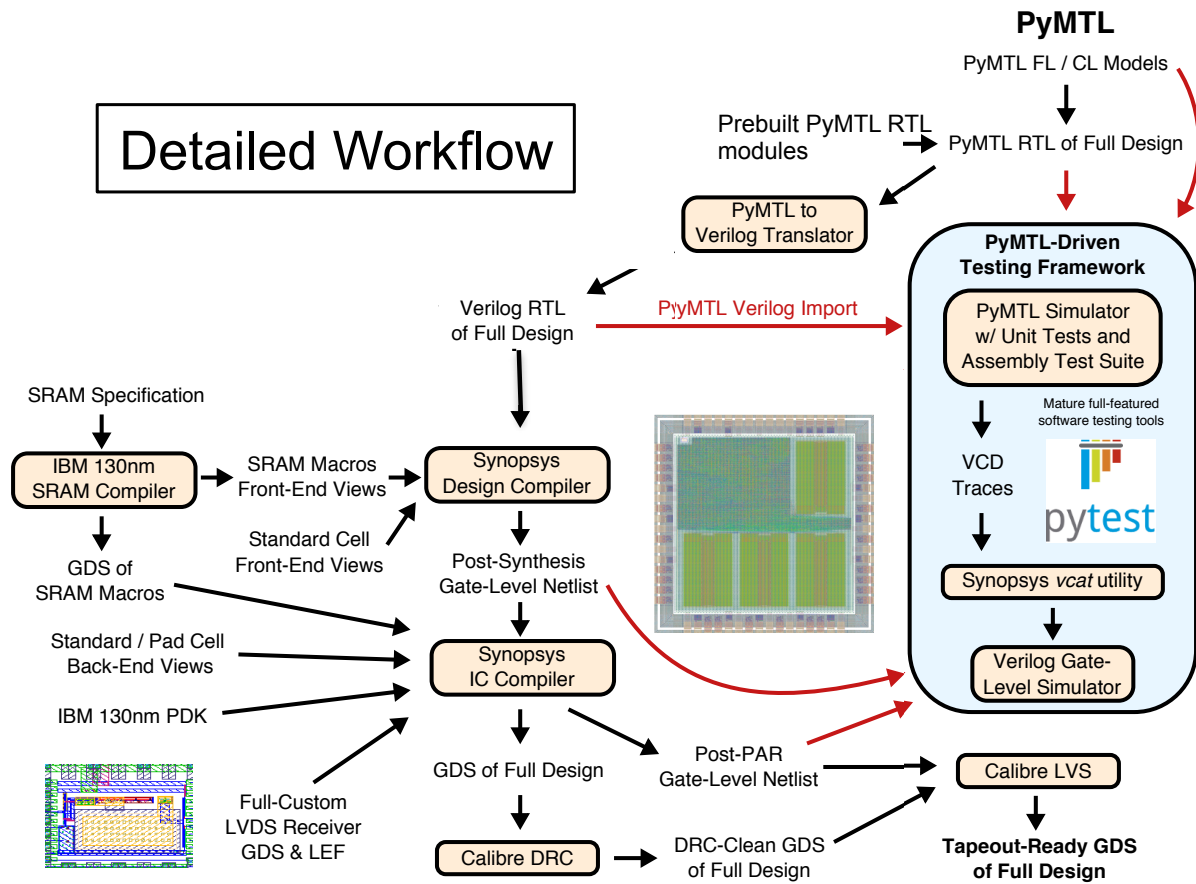 PyMTL
PyMTL FL / CL Models
Detailed Workflow
Prebuilt PyMTL RTL
modules
PyMTL RTL of Full Design
PyMTL to
Verilog Translator
PyMTL-Driven
Testing Framework
Verilog RTL
of Full Design
PyyMTL Verilog Import
PyMTL Simulator
w/ Unit Tests and
Assembly Test Suite
SRAM Specification
Mature full-featured
software testing tools
IBM 130nm
SRAM Compiler
SRAM Macros
Front-End Views
Synopsys
Design Compiler
VCD
Traces
pytest
Standard Cell
Front-End Views
GDS of
SRAM Macros
Post-Synthesis
Gate-Level Netlist
Synopsys vcat utility
Standard / Pad Cell
Back-End Views
Synopsys
IC Compiler
Verilog Gate-
Level Simulator
IBM 130nm PDK
GDS of Full Design
Post-PAR
Gate-Level Netlist
Calibre LVS
Full-Custom
LVDS Receiver
GDS & LEF
Calibre DRC
DRC-Clean GDS
of Full Design
Tapeout-Ready GDS
of Full Design